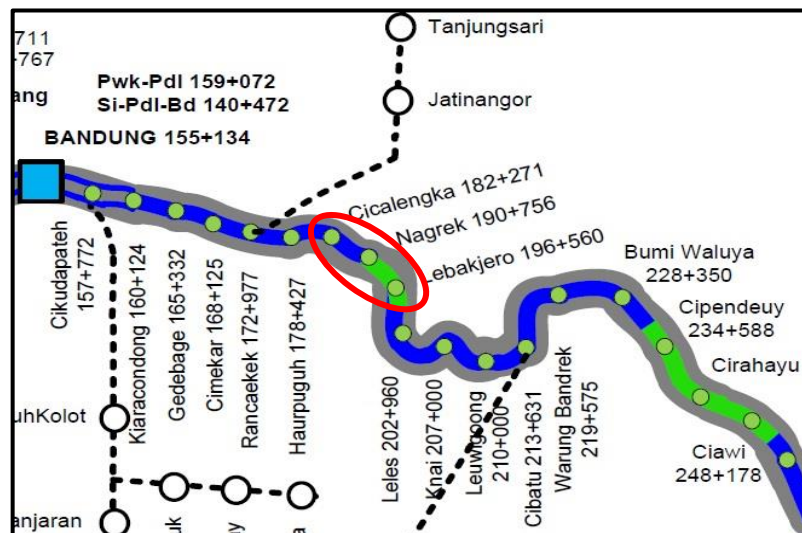 711
-767
ang
Pwk-Pdl 159+072
Si-Pdl-Bd 140+472
BANDUNG 155+134
Tanjungsari
Jatinangor
Cicalengka 182+271
Nagrek 190+756
Lebakjero 196+560
Bumi Waluya
228+350
Cipendeuy
234+588
Cirahayu
Ciawi
248+178
Cikudapateh
157+772
Kiaracondong 160+124
Gedebage 165+332
Cimekar 168+125
Rancaekek 172+977
Haurpuguh 178+427
Leles 202+960
Knai 207+000
Leuwigoong
210+000
Cibatu 213+631
Warung Bandrek
219+575
uhKolot
anjaran
uk
ny
a